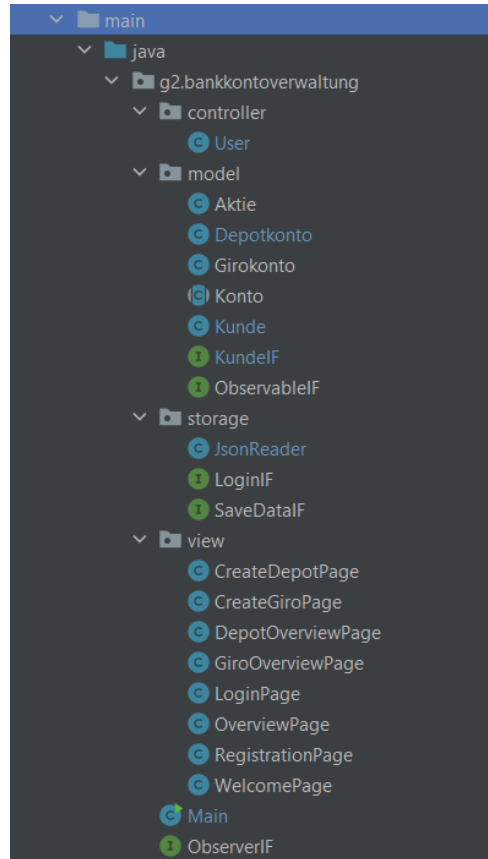 main
java
g2.bankkontoverwaltung
controller
C User
model
C Aktie
C Depotkonto
C Girokonto
C Konto
C Kunde
I KundeIF
I ObservableIF
storage
C JsonReader
I LoginIF
I SaveDataIF
view
C CreateDepotPage
C CreateGiroPage
C DepotOverviewPage
C GiroOverviewPage
C LoginPage
C OverviewPage
C RegistrationPage
C WelcomePage
C Main
I ObserverIF